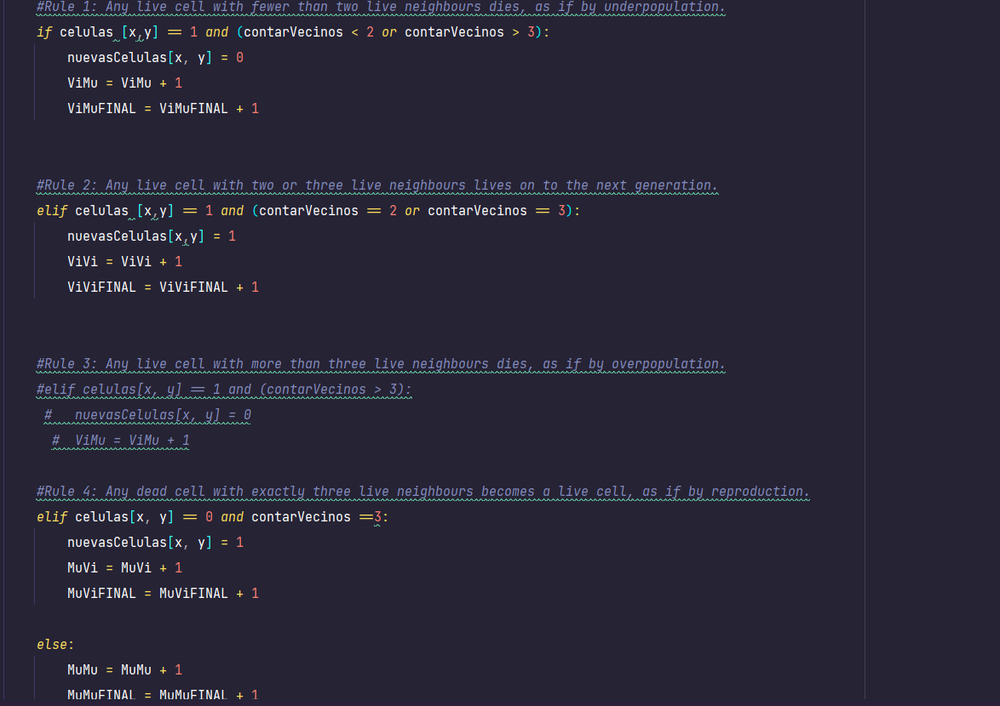 #Rule 1: Any live cell with fewer than two live neighbours dies, as if by underpopulation.
if celulas [x,y] == 1 and (contarVecinos < 2 or contarVecinos > 3):
nuevasCelulas[x, y] = 0
ViMu = ViMu + 1
ViMuFINAL = ViMuFINAL + 1
#Rule 2: Any live cell with two or three live neighbours lives on to the next generation.
elif celulas [x,y] == 1 and (contarVecinos == 2 or contarVecinos == 3):
nuevasCelulas[x,y] = 1
ViVi = ViVi + 1
ViViFINAL = ViViFINAL + 1
#Rule 3: Any live cell with more than three live neighbours dies, as if by overpopulation.
#elif celulas[x, y] == 1 and (contarVecinos > 3):
#   nuevasCelulas[x, y] = 0
#  ViMu = ViMu + 1
#Rule 4: Any dead cell with exactly three live neighbours becomes a live cell, as if by reproduction.
elif celulas[x, y] == 0 and contarVecinos ==3:
nuevasCelulas[x, y] = 1
MuVi = MuVi + 1
MuViFINAL = MuViFINAL + 1
else:
MuMu = MuMu + 1
MuMuFINAL = MuMuFINAL + 1